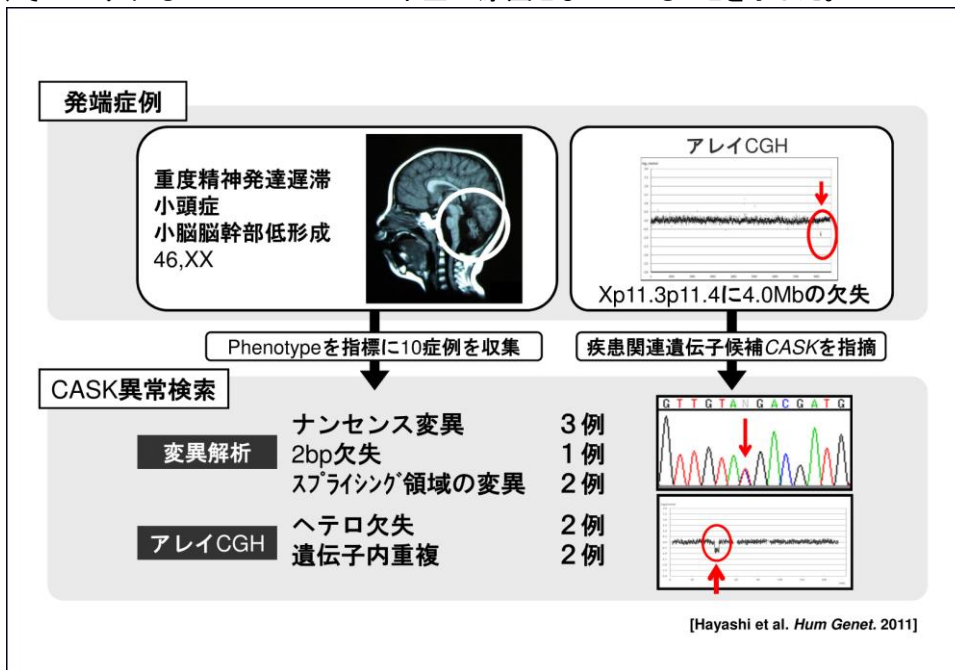 発端症例
重度精神発達遅滞
小頭症
小脳脳幹部低形成
46,XX
アレイCGH
Xp11.3p11.4に4.0Mbの欠失
Phenotypeを指標に10症例を収集
疾患関連遺伝子候補CASKを指摘
CASK異常検索
変異解析
ナンセンス変異 3例
2bp欠失 1例
ｽﾌﾟﾗｲｼﾝｸﾞ領域の変異 2例
アレイCGH
ヘテロ欠失 2例
遺伝子内重複 2例
G T T G T A N G A C G A T G
[Hayashi et al. Hum Genet. 2011]